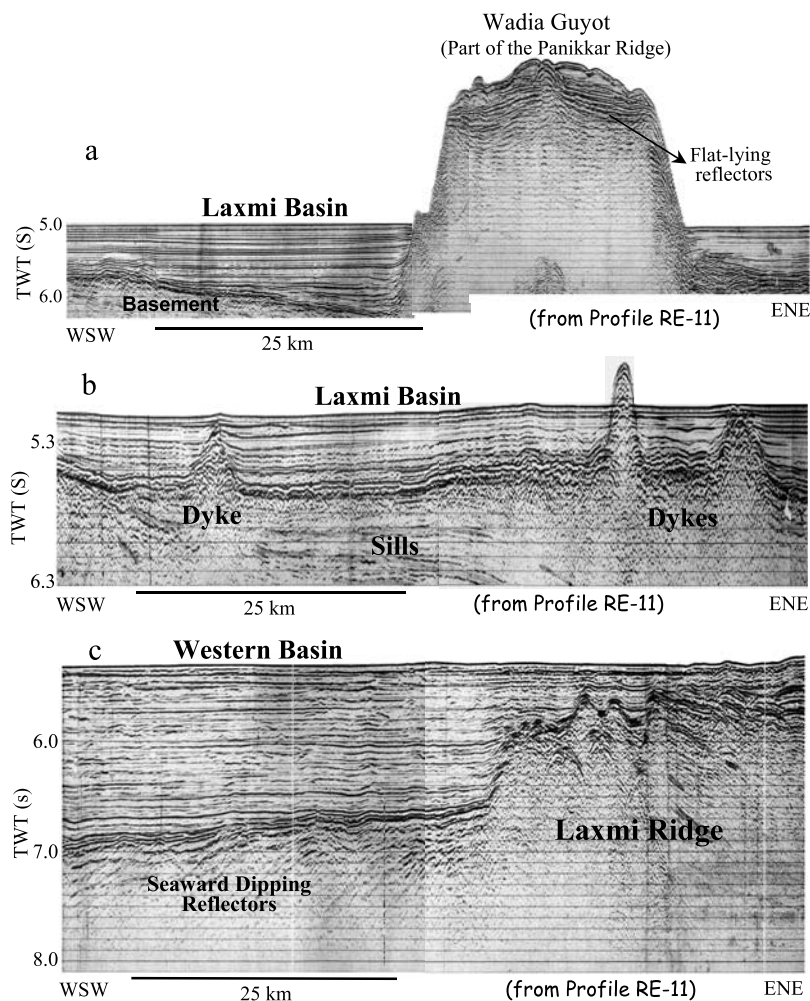 Wadia Guyot
(Part of the Panikkar Ridge)
a
Flat-lying
reflectors
Laxmi Basin
5.0
TWT (S)
6.0
Basement
WSW
25 km
(from Profile RE-11)
ENE
b
Laxmi Basin
5.3
TWT (S)
Dyke
Dykes
Sills
6.3
WSW
25 km
(from Profile RE-11)
ENE
c
Western Basin
6.0
TWT (s)
7.0
Laxmi Ridge
Seaward Dipping
Reflectors
8.0
WSW
25 km
(from Profile RE-11)
ENE